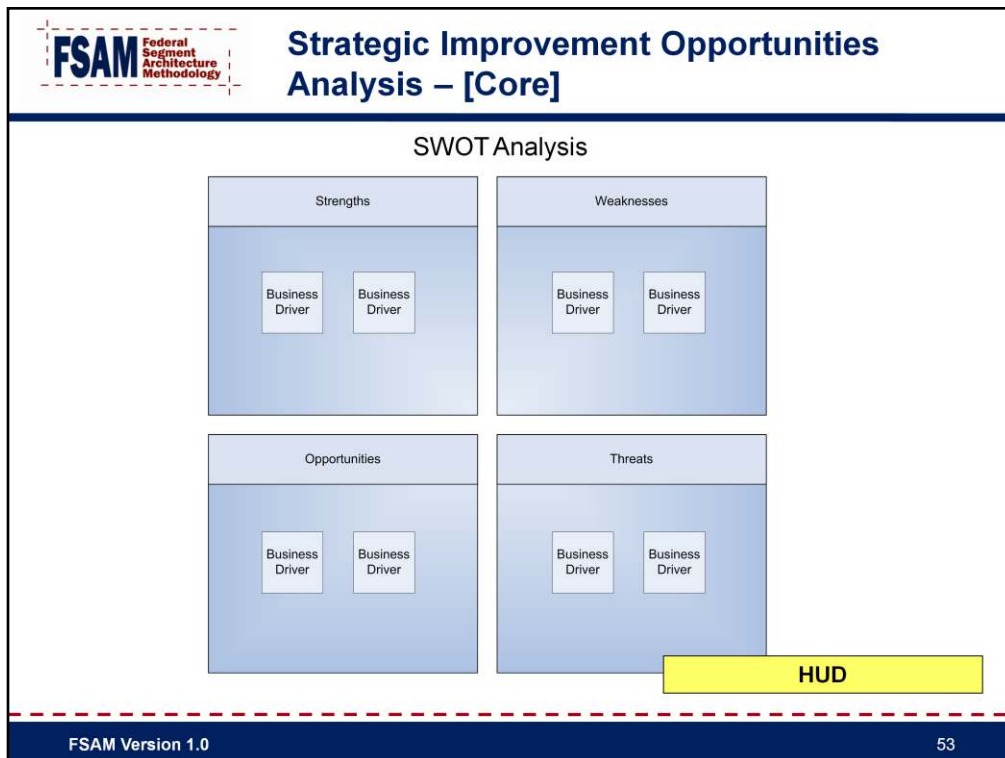 FSAM
Federal
Segment
Architecture
Methodology
Strategic Improvement Opportunities
Analysis – [Core]
SWOT Analysis
Strengths
Business
Driver
Business
Driver
Weaknesses
Business
Driver
Business
Driver
Opportunities
Business
Driver
Business
Driver
Threats
Business
Driver
Business
Driver
HUD
FSAM Version 1.0
53